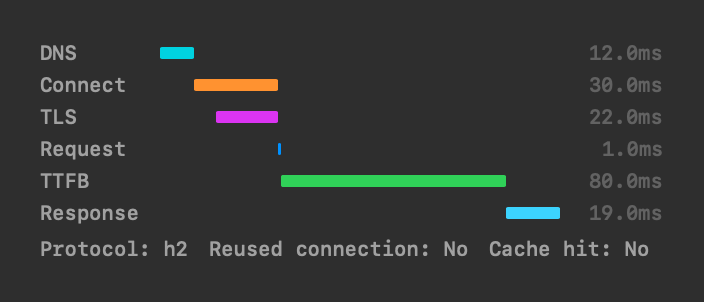 DNS 12.0ms
Connect 30.0ms
TLS 22.0ms
Request 1.0ms
TTFB 80.0ms
Response 19.0ms
Protocol: h2 Reused connection: No Cache hit: No